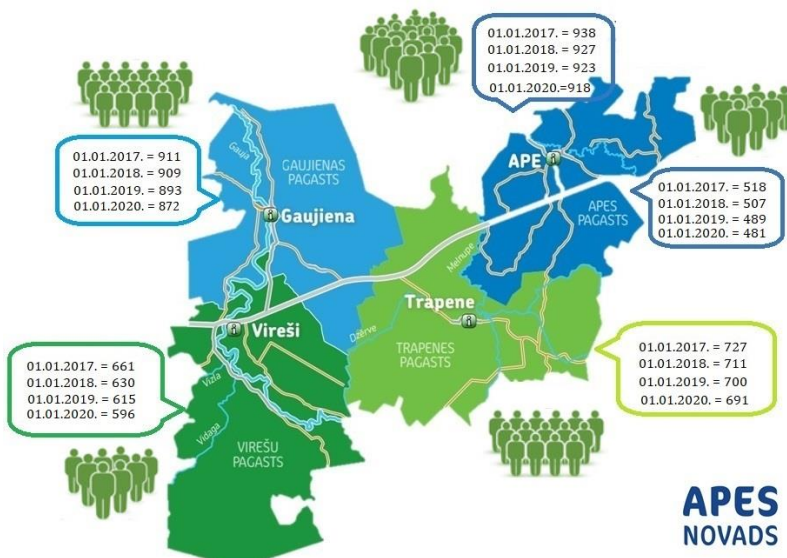 01.01.2017. = 938
01.01.2018. = 927
01.01.2019. = 923
01.01.2020.=918
01.01.2017. = 911
01.01.2018. = 909
01.01.2019. = 893
01.01.2020. = 872
Gauja
GAUJIENAS
PAGASTS
Gaujiena
APE
APES
PAGASTS
01.01.2017. = 518
01.01.2018. = 507
01.01.2019. = 489
01.01.2020. = 481
Melnupe
Trapene
TRAPENES
PAGASTS
Džērve
Vireši
01.01.2017. = 661
01.01.2018. = 630
01.01.2019. = 615
01.01.2020. = 596
Vizla
Vidaga
VIREŠU
PAGASTS
01.01.2017. = 727
01.01.2018. = 711
01.01.2019. = 700
01.01.2020. = 691
APES
NOVADS